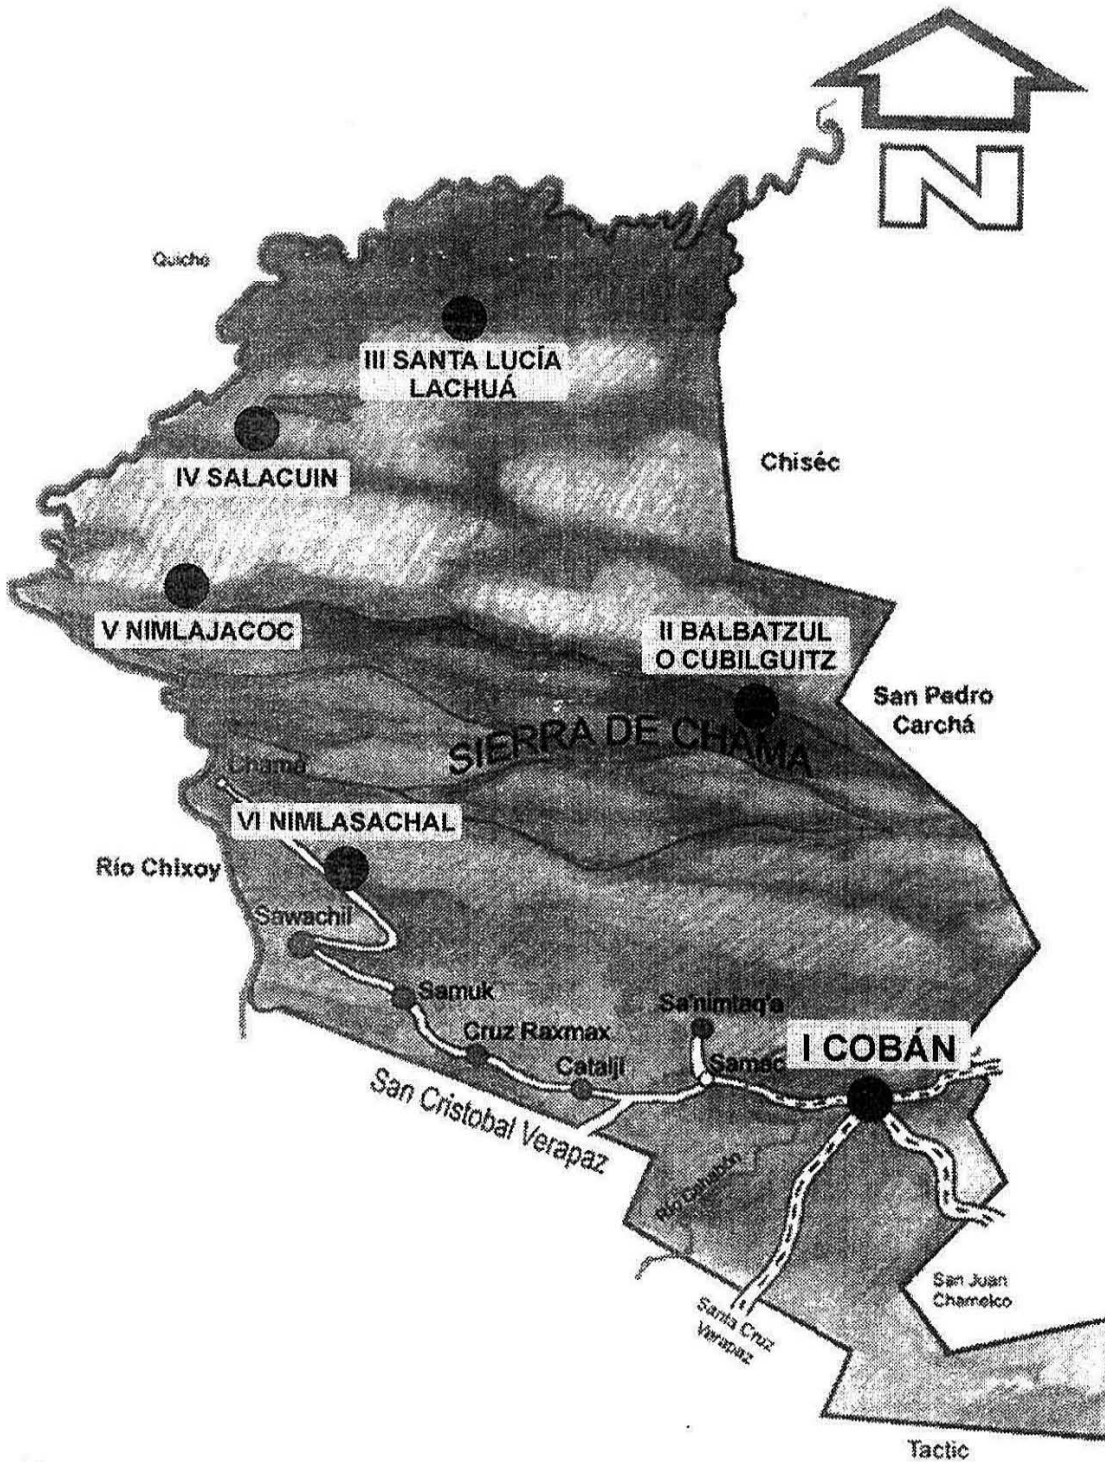 N
Quiche
III SANTA LUCÍA
LACHUÁ
IV SALACUIN
Chiséc
V NIMLAJACOC
II BALBATZUL
O CUBILGUITZ
San Pedro
Carchá
SIERRA DE CHAMA
Chamá
VI NIMLASACHAL
Río Chixoy
Sawachil
Samuk
Sa'nimtaq'a
Cruz Raxmax
I COBÁN
Cataljí
Samac
San Cristobal Verapaz
Río Cahabón
San Juan
Chamelco
Santa Cruz
Verapaz
Tactic